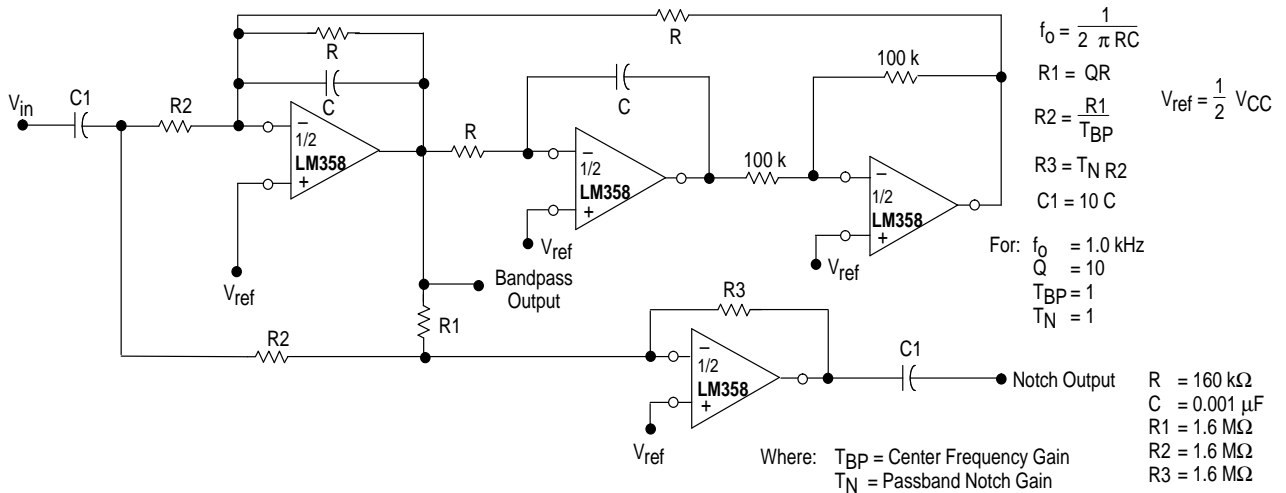 R
R
C
100 k
V_in
C1
R2
−
1/2
LM358
+
V_ref
R
C
−
1/2
LM358
+
V_ref
100 k
−
1/2
LM358
+
V_ref
Bandpass
Output
R1
R2
R3
−
1/2
LM358
+
V_ref
C1
Notch Output
f_o = 1 / 2 π RC
R1 = QR
R2 = R1 / T_BP
R3 = T_N R2
C1 = 10 C
V_ref = 1/2 V_CC
For: f_o = 1.0 kHz
Q = 10
T_BP = 1
T_N = 1
R = 160 kΩ
C = 0.001 μF
R1 = 1.6 MΩ
R2 = 1.6 MΩ
R3 = 1.6 MΩ
Where: T_BP = Center Frequency Gain
T_N = Passband Notch Gain